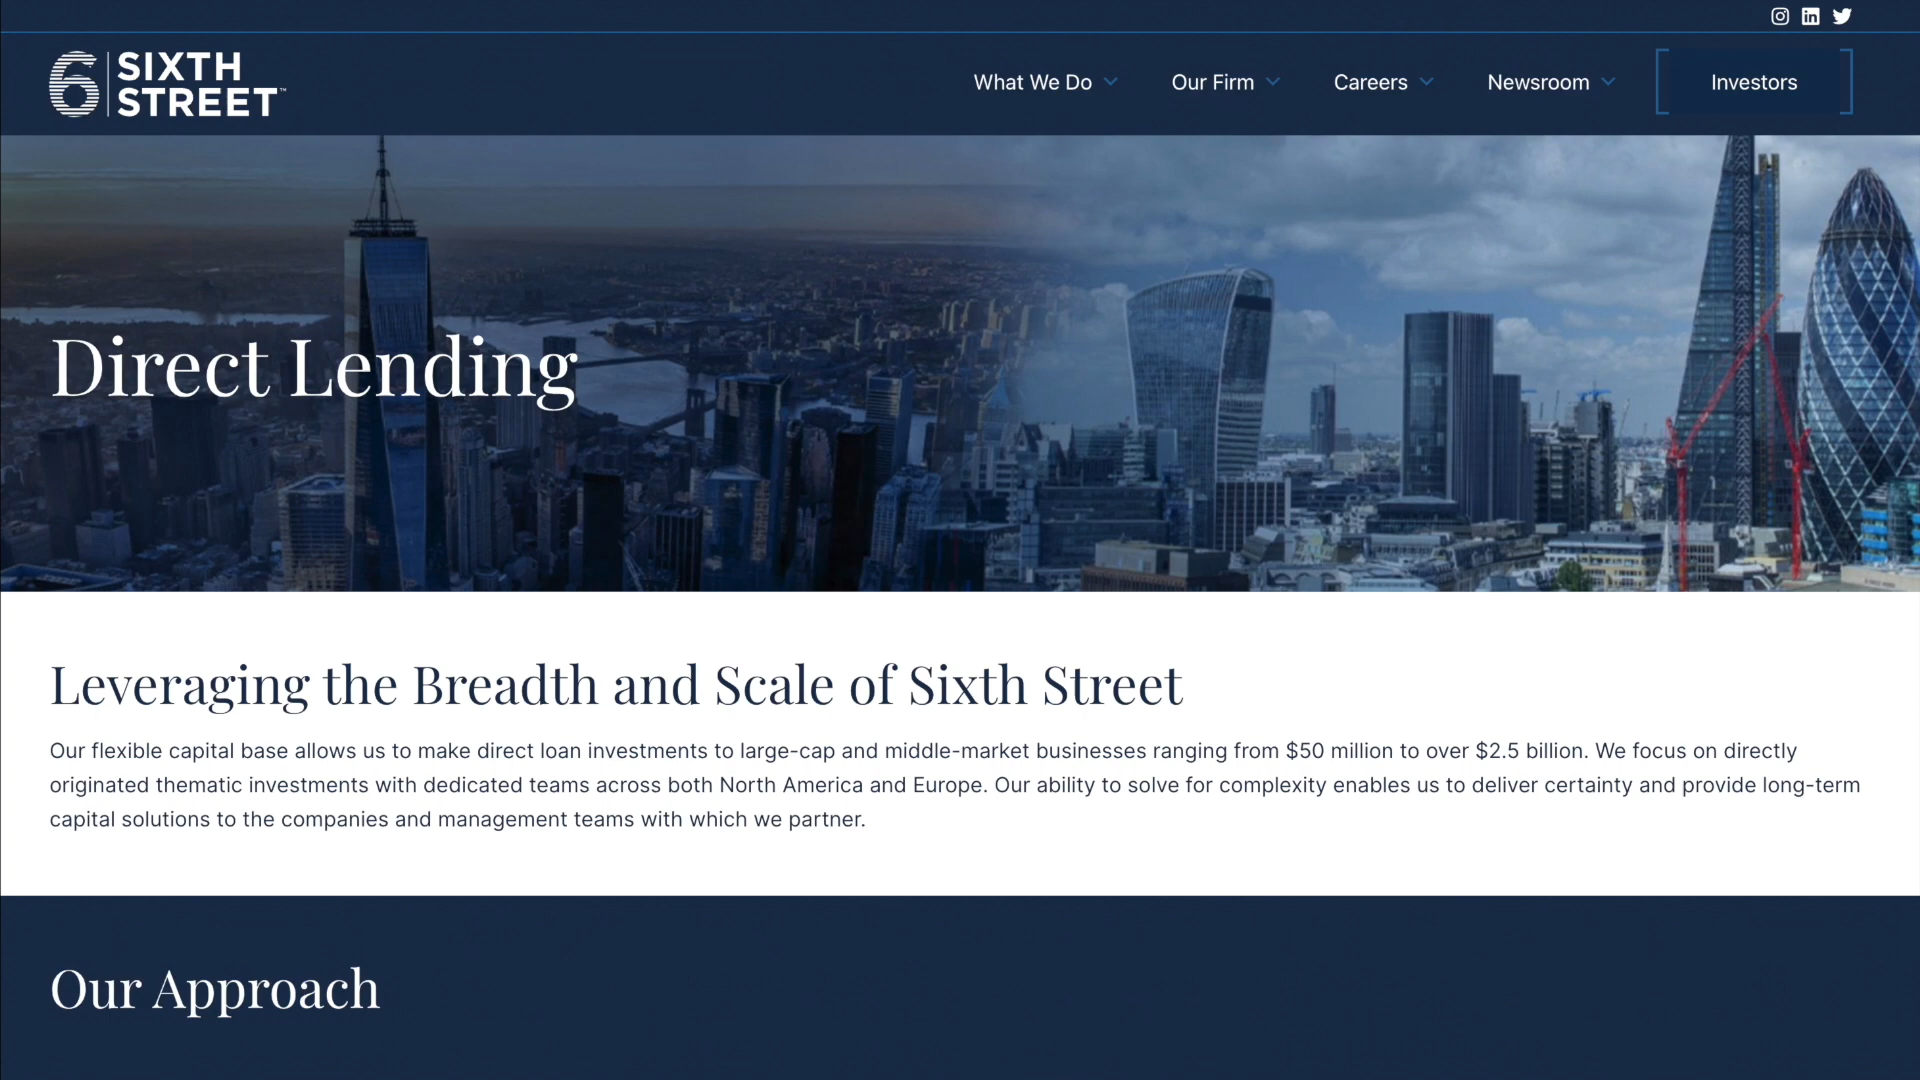 6 SIXTH
STREET™
What We Do
Our Firm
Careers
Newsroom
Investors
Direct Lending
Leveraging the Breadth and Scale of Sixth Street
Our flexible capital base allows us to make direct loan investments to large-cap and middle-market businesses ranging from $50 million to over $2.5 billion. We focus on directly
originated thematic investments with dedicated teams across both North America and Europe. Our ability to solve for complexity enables us to deliver certainty and provide long-term
capital solutions to the companies and management teams with which we partner.
Our Approach